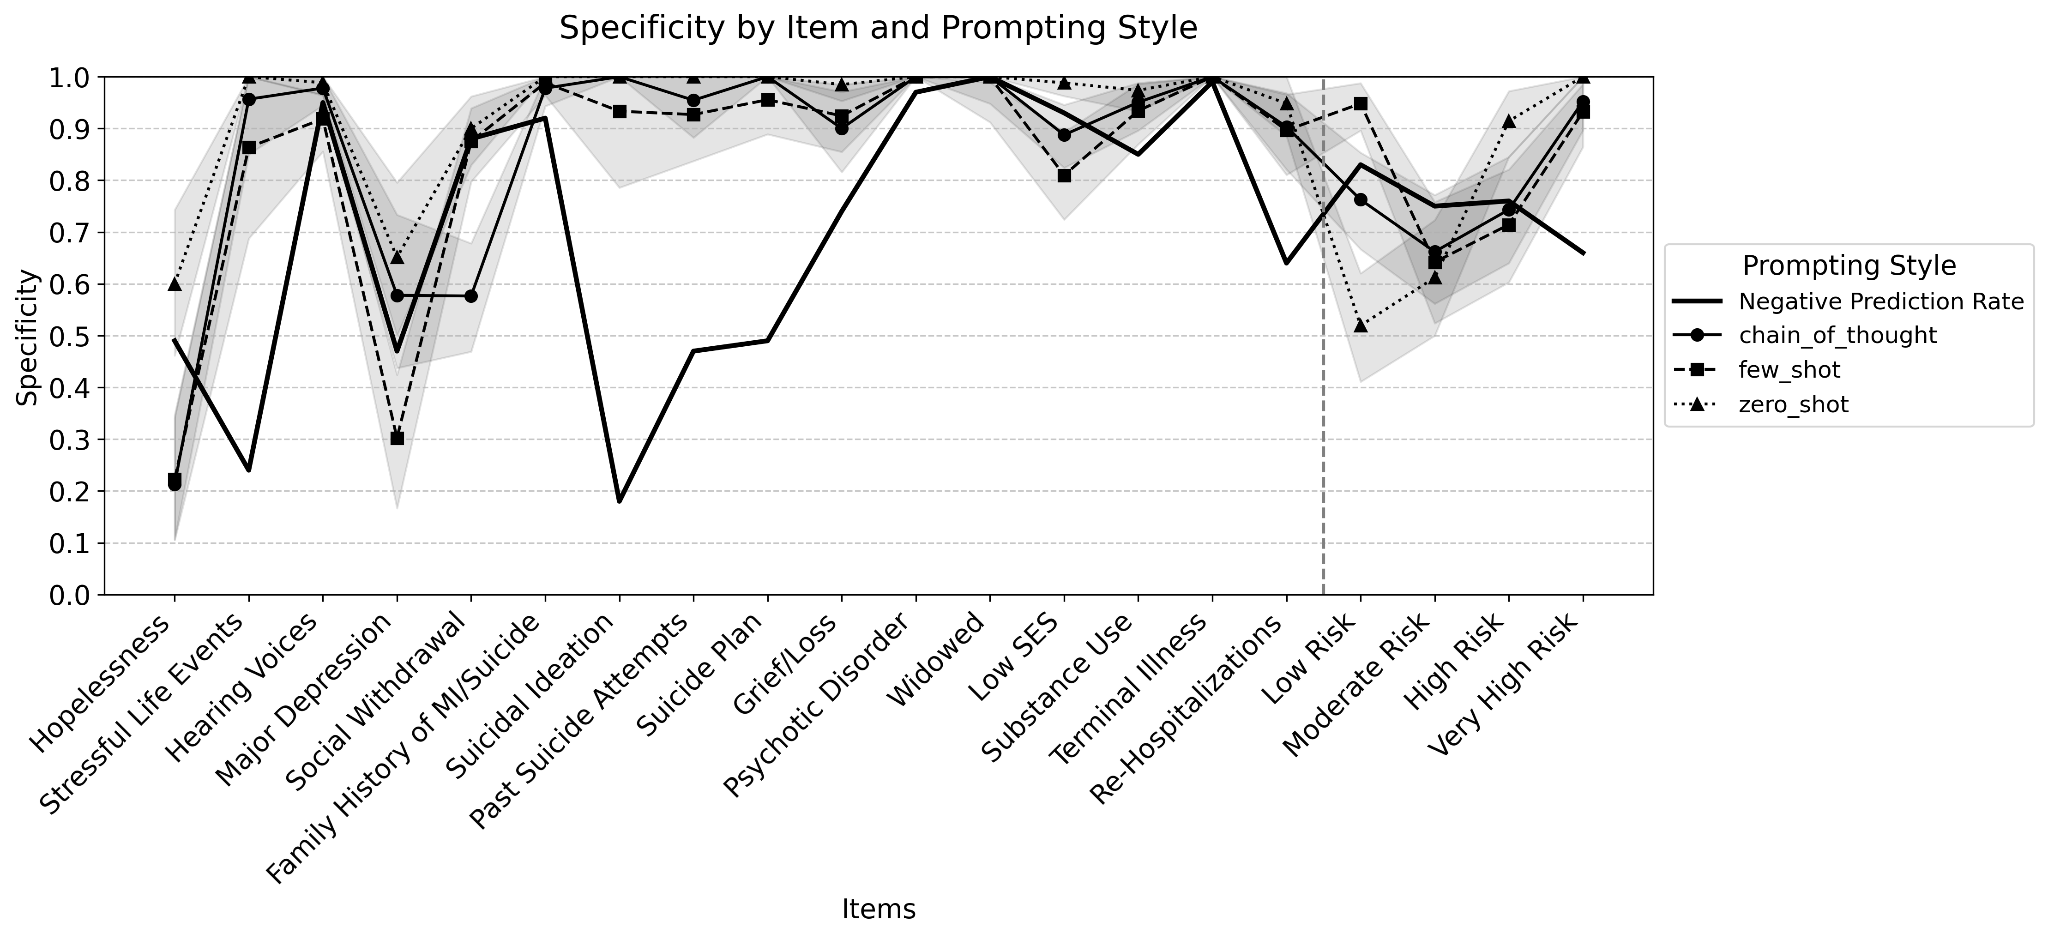 Specificity by Item and Prompting Style
Specificity
1.0
0.9
0.8
0.7
0.6
0.5
0.4
0.3
0.2
0.1
0.0
Hopelessness
Stressful Life Events
Hearing Voices
Major Depression
Social Withdrawal
Family History of MI/Suicide
Suicidal Ideation
Past Suicide Attempts
Suicide Plan
Grief/Loss
Psychotic Disorder
Widowed
Low SES
Substance Use
Terminal Illness
Re-Hospitalizations
Low Risk
Moderate Risk
High Risk
Very High Risk
Items
Prompting Style
Negative Prediction Rate
chain_of_thought
few_shot
zero_shot